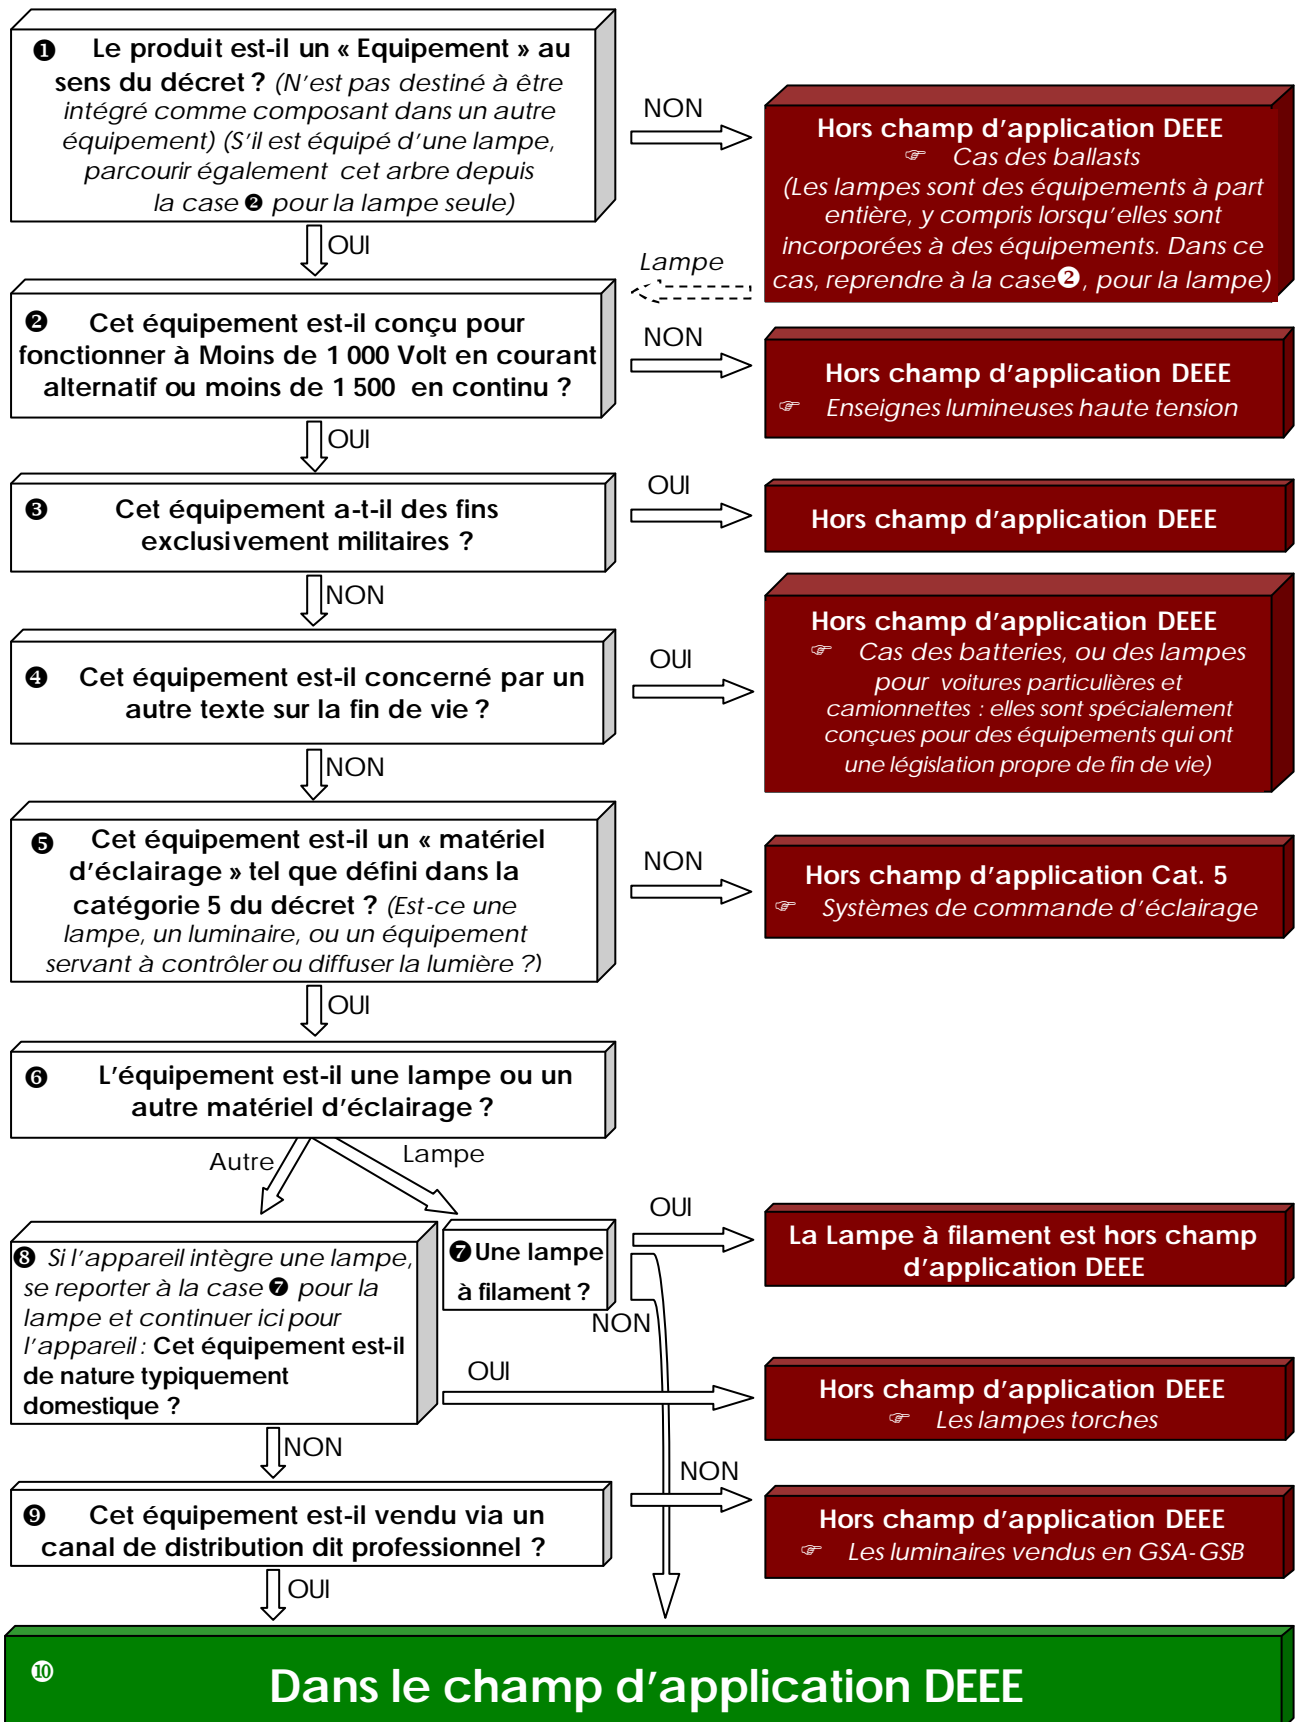 ❶ Le produit est-il un « Equipement » au
sens du décret ? (N'est pas destiné à être
intégré comme composant dans un autre
équipement) (S'il est équipé d'une lampe,
parcourir également cet arbre depuis
la case ❷ pour la lampe seule)
NON
Hors champ d'application DEEE
☞ Cas des ballasts
(Les lampes sont des équipements à part
entière, y compris lorsqu'elles sont
incorporées à des équipements. Dans ce
cas, reprendre à la case❷, pour la lampe)
OUI
Lampe
❷ Cet équipement est-il conçu pour
fonctionner à Moins de 1 000 Volt en courant
alternatif ou moins de 1 500 en continu ?
NON
Hors champ d'application DEEE
☞ Enseignes lumineuses haute tension
OUI
❸ Cet équipement a-t-il des fins
exclusivement militaires ?
OUI
Hors champ d'application DEEE
NON
❹ Cet équipement est-il concerné par un
autre texte sur la fin de vie ?
OUI
Hors champ d'application DEEE
☞ Cas des batteries, ou des lampes
pour voitures particulières et
camionnettes : elles sont spécialement
conçues pour des équipements qui ont
une législation propre de fin de vie)
NON
❺ Cet équipement est-il un « matériel
d'éclairage » tel que défini dans la
catégorie 5 du décret ? (Est-ce une
lampe, un luminaire, ou un équipement
servant à contrôler ou diffuser la lumière ?)
NON
Hors champ d'application Cat. 5
☞ Systèmes de commande d'éclairage
OUI
❻ L'équipement est-il une lampe ou un
autre matériel d'éclairage ?
Autre
Lampe
❼Une lampe
à filament ?
OUI
La Lampe à filament est hors champ
d'application DEEE
NON
❽ Si l'appareil intègre une lampe,
se reporter à la case ❼ pour la
lampe et continuer ici pour
l'appareil : Cet équipement est-il
de nature typiquement
domestique ?
OUI
Hors champ d'application DEEE
☞ Les lampes torches
NON
❾ Cet équipement est-il vendu via un
canal de distribution dit professionnel ?
NON
Hors champ d'application DEEE
☞ Les luminaires vendus en GSA-GSB
OUI
❿ Dans le champ d'application DEEE